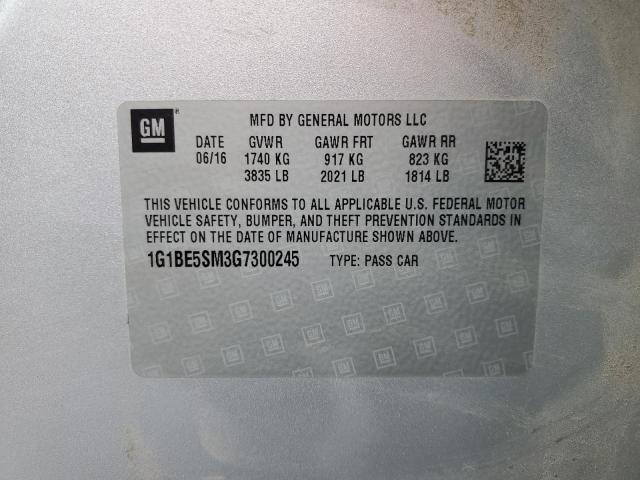 GM
MFD BY GENERAL MOTORS LLC
DATE GVWR GAWR FRT GAWR RR
06/16 1740 KG 917 KG 823 KG
3835 LB 2021 LB 1814 LB
THIS VEHICLE CONFORMS TO ALL APPLICABLE U.S. FEDERAL MOTOR
VEHICLE SAFETY, BUMPER, AND THEFT PREVENTION STANDARDS IN
EFFECT ON THE DATE OF MANUFACTURE SHOWN ABOVE.
1G1BE5SM3G7300245 TYPE: PASS CAR